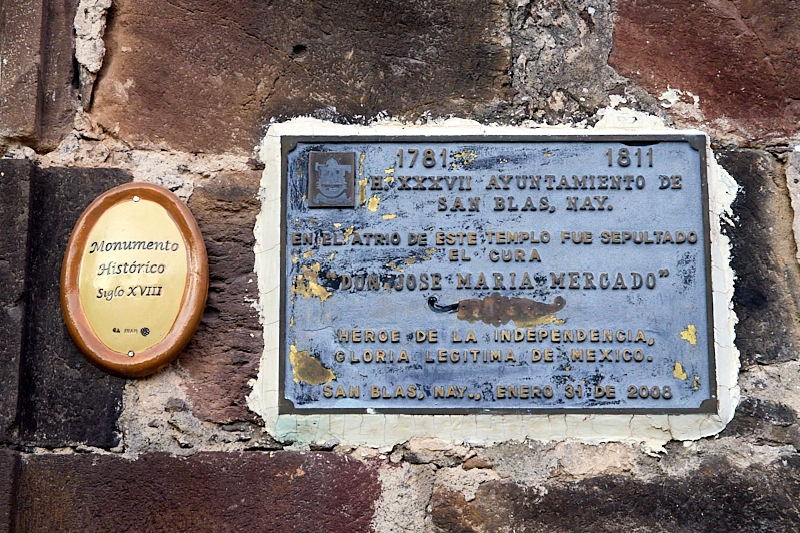 Monumento
Histórico
Siglo XVIII
1781 1811
H. XXXVII AYUNTAMIENTO DE
SAN BLAS, NAY.
EN EL ATRIO DE ESTE TEMPLO FUE SEPULTADO
EL CURA
"DON JOSE MARIA MERCADO"
HÉROE DE LA INDEPENDENCIA,
GLORIA LEGITIMA DE MEXICO.
SAN BLAS, NAY., ENERO 31 DE 2008